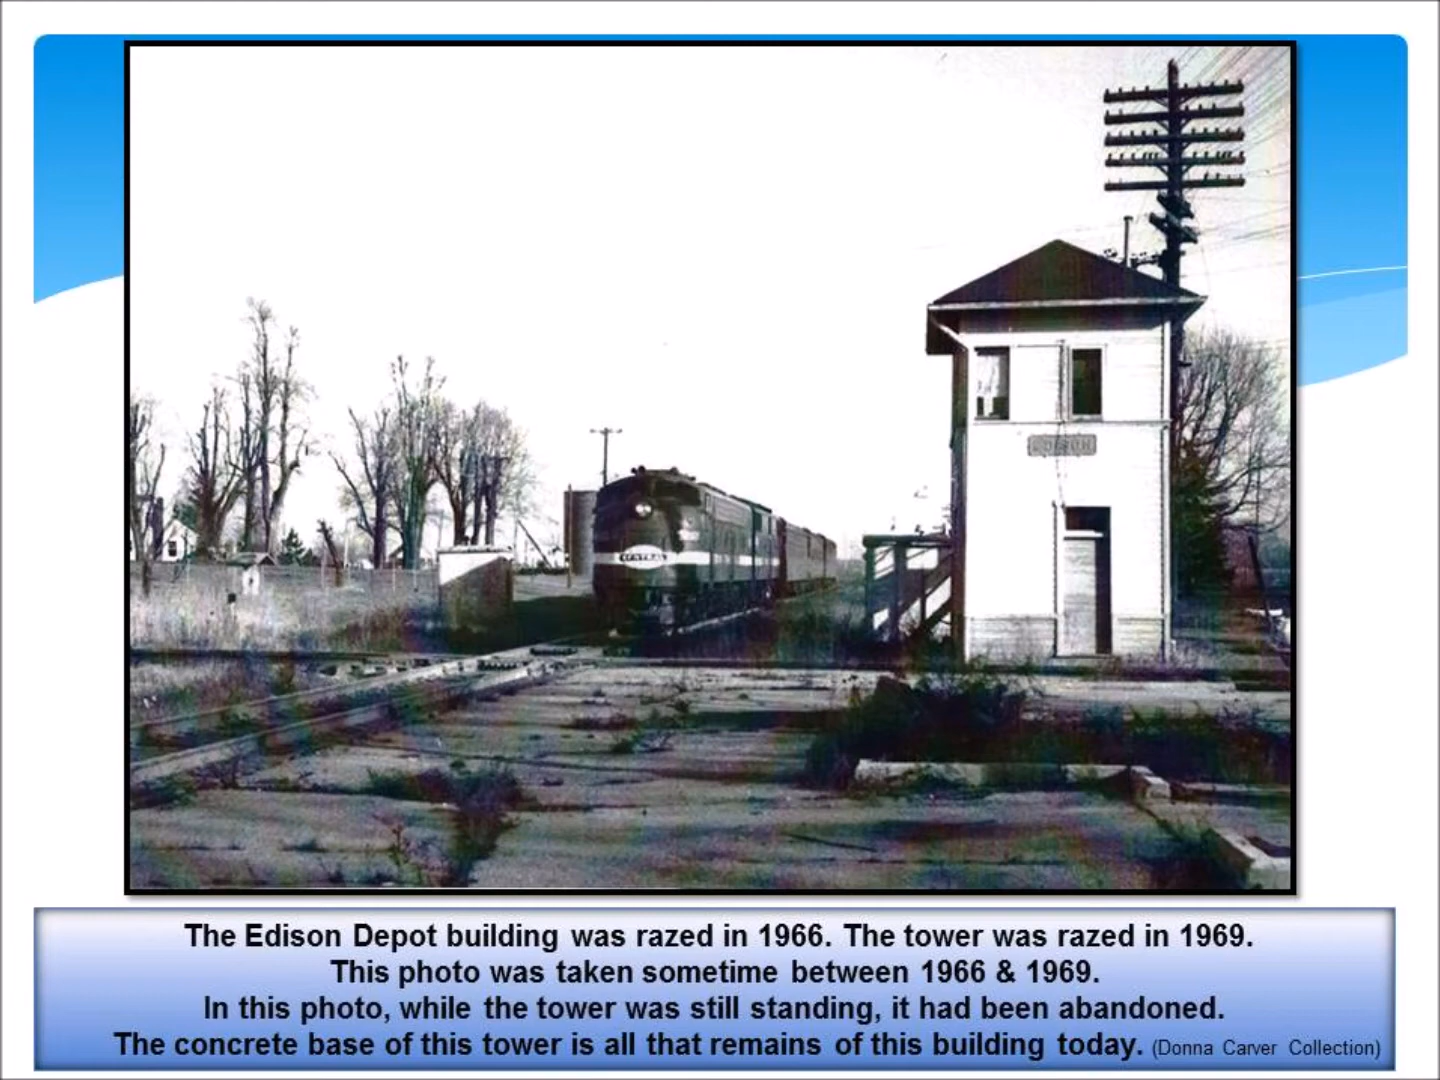 CENTRAL
EDISON
The Edison Depot building was razed in 1966. The tower was razed in 1969.
This photo was taken sometime between 1966 & 1969.
In this photo, while the tower was still standing, it had been abandoned.
The concrete base of this tower is all that remains of this building today. (Donna Carver Collection)